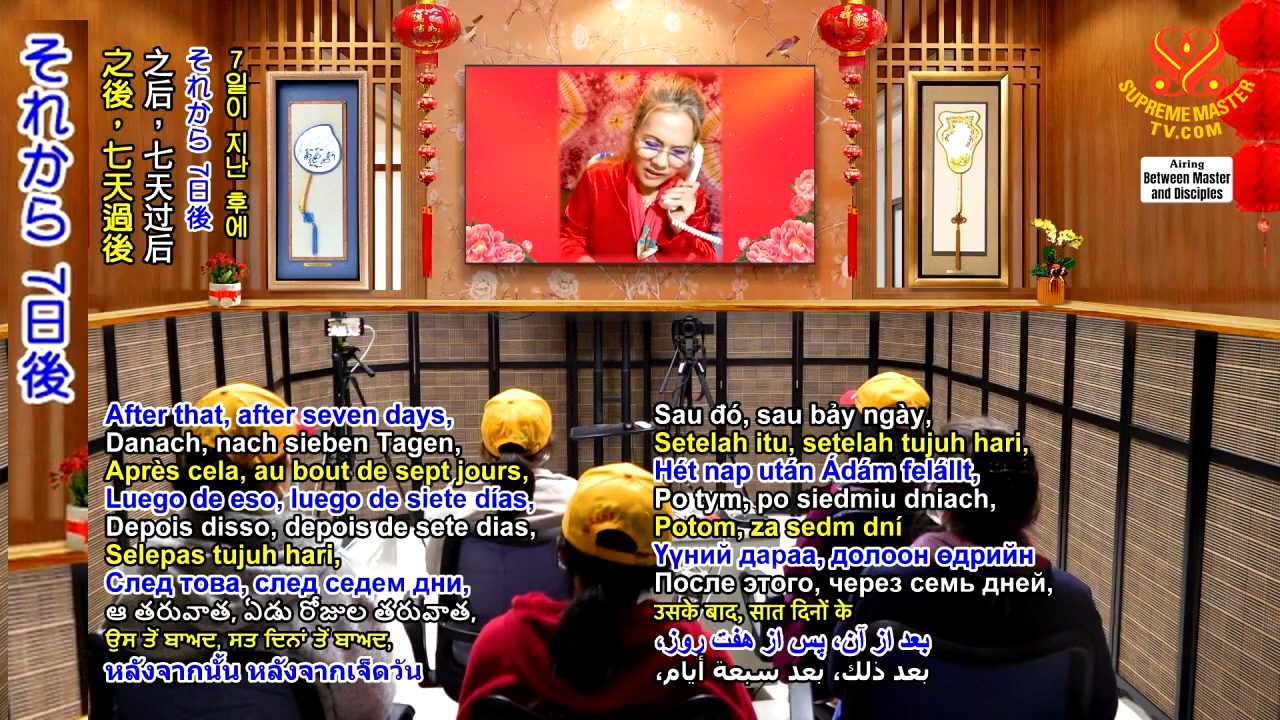 それから 7日後
之後，七天過後
之后，七天过后
それから 7日後
7일이 지난 후에
SUPREME MASTER
TV.COM
Airing
Between Master
and Disciples
After that, after seven days,
Danach, nach sieben Tagen,
Après cela, au bout de sept jours,
Luego de eso, luego de siete días,
Depois disso, depois de sete dias,
Selepas tujuh hari,
След това, след седем дни,
ఆ తరువాత, ఏడు రోజుల తరువాత,
ਉਸ ਤੋਂ ਬਾਅਦ, ਸਤ ਦਿਨਾਂ ਤੋਂ ਬਾਅਦ,
หลังจากนั้น หลังจากเจ็ดวัน
Sau đó, sau bảy ngày,
Setelah itu, setelah tujuh hari,
Hét nap után Ádám felállt,
Po tym, po siedmiu dniach,
Potom, za sedm dní
Үүний дараа, долоон өдрийн
После этого, через семь дней,
उसके बाद, सात दिनों के
بعد از آن، پس از هفت روز،
بعد ذلك، بعد سبعة أيام،